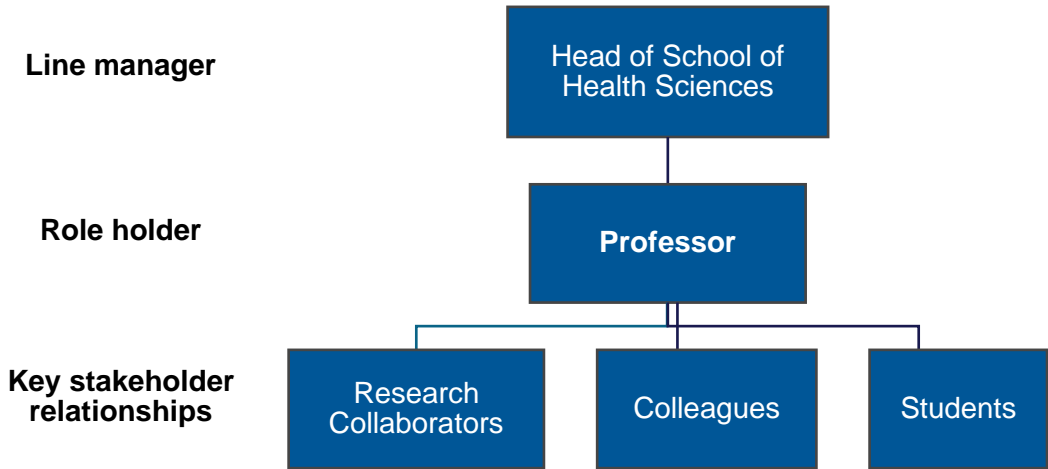 Line manager
Head of School of
Health Sciences
Role holder
Professor
Key stakeholder
relationships
Research
Collaborators
Colleagues
Students